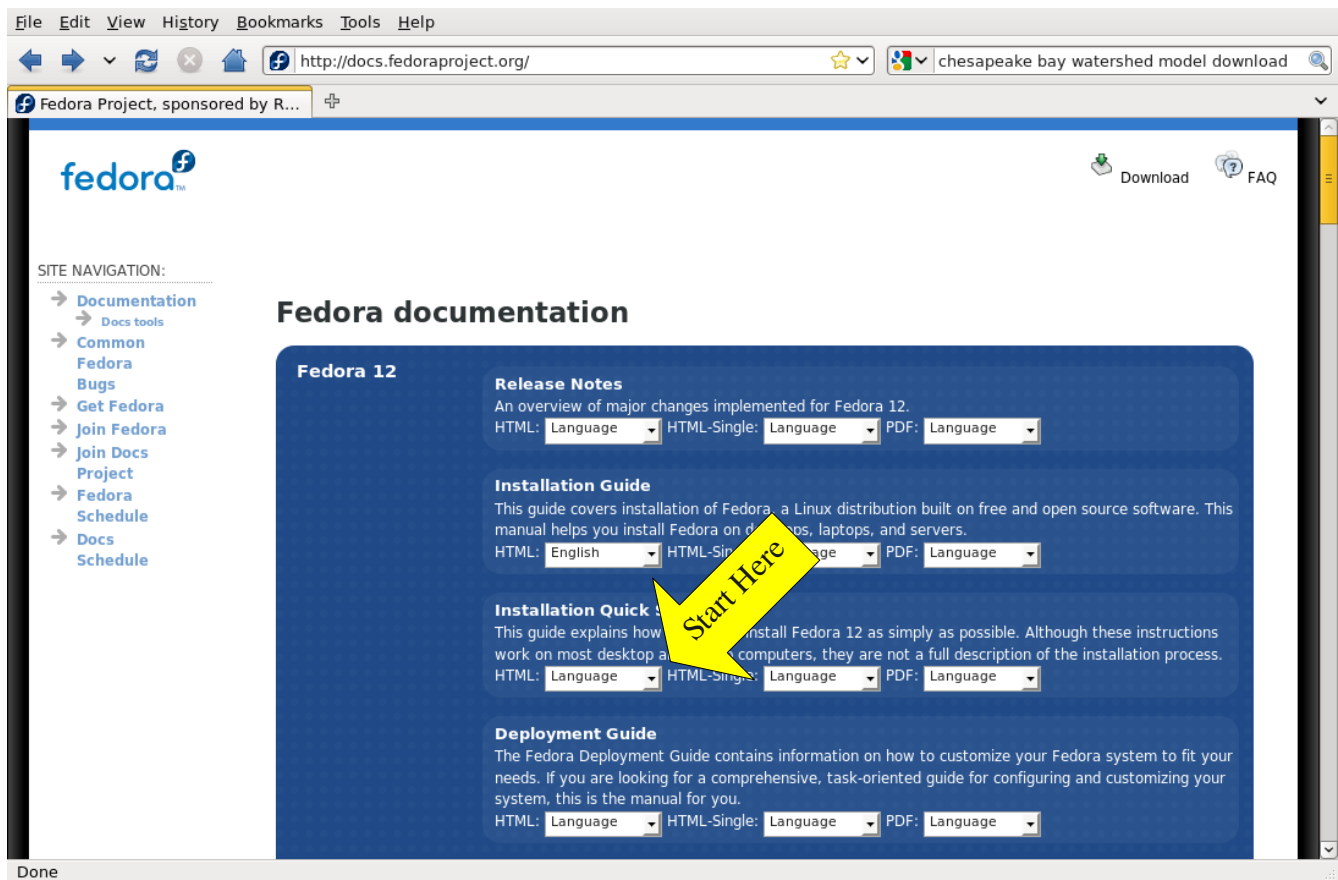 File Edit View History Bookmarks Tools Help
http://docs.fedoraproject.org/
chesapeake bay watershed model download
Fedora Project, sponsored by R...
fedora TM
Download FAQ
SITE NAVIGATION:
Documentation
Docs tools
Common
Fedora
Bugs
Get Fedora
Join Fedora
Join Docs
Project
Fedora
Schedule
Docs
Schedule
Fedora documentation
Fedora 12
Release Notes
An overview of major changes implemented for Fedora 12.
HTML: Language HTML-Single: Language PDF: Language
Installation Guide
This guide covers installation of Fedora, a Linux distribution built on free and open source software. This
manual helps you install Fedora on laptops, and servers.
HTML: English PDF: Language
Start Here
Installation Quick
This guide explains how install Fedora 12 as simply as possible. Although these instructions
work on most desktop computers, they are not a full description of the installation process.
HTML: Language HTML-Single: Language PDF: Language
Deployment Guide
The Fedora Deployment Guide contains information on how to customize your Fedora system to fit your
needs. If you are looking for a comprehensive, task-oriented guide for configuring and customizing your
system, this is the manual for you.
HTML: Language HTML-Single: Language PDF: Language
Done